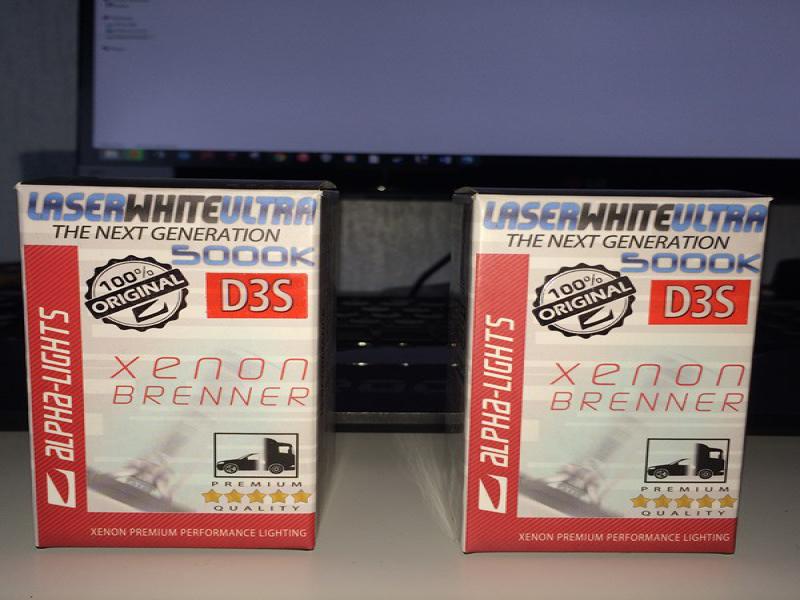 LASERWHITEULTRA
THE NEXT GENERATION
5000K
100%
ORIGINAL
D3S
ALPHA-LIGHTS
xenon
BRENNER
PREMIUM
QUALITY
XENON PREMIUM PERFORMANCE LIGHTING
LASERWHITEULTRA
THE NEXT GENERATION
5000K
100%
ORIGINAL
D3S
ALPHA-LIGHTS
xenon
BRENNER
PREMIUM
QUALITY
XENON PREMIUM PERFORMANCE LIGHTING